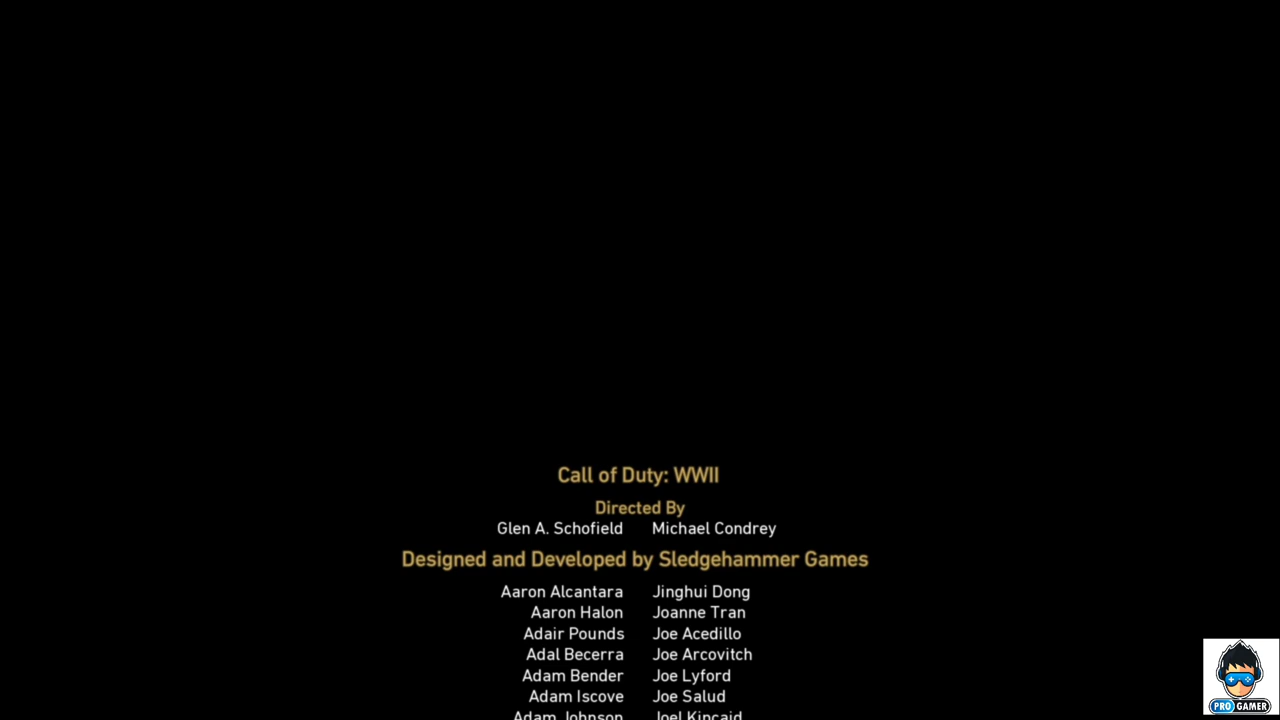 Call of Duty: WWII
Directed By
Glen A. Schofield Michael Condrey
Designed and Developed by Sledgehammer Games
Aaron Alcantara Jinghui Dong
Aaron Halon Joanne Tran
Adair Pounds Joe Acedillo
Adal Becerra Joe Arcovitch
Adam Bender Joe Lyford
Adam Iscove Joe Salud
Adam Johnson Joel Kincaid
PRO GAMER